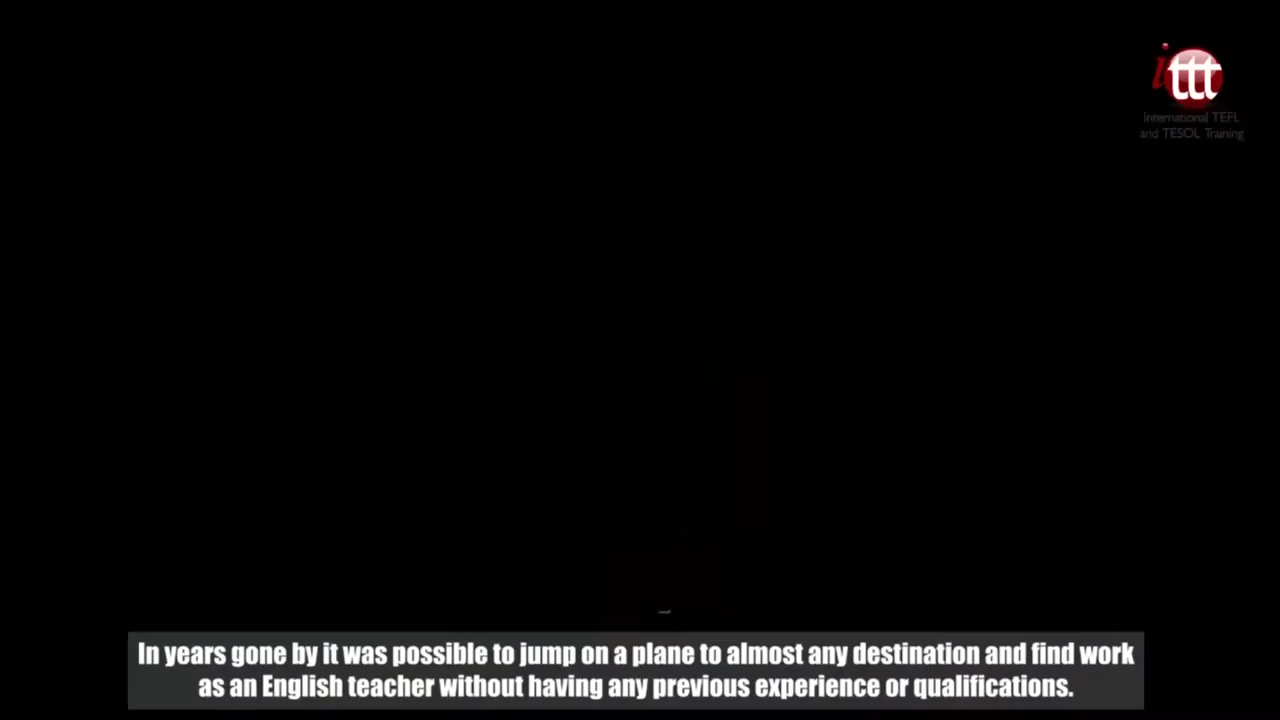 ittt
International TEFL
and TESOL Training
In years gone by it was possible to jump on a plane to almost any destination and find work
as an English teacher without having any previous experience or qualifications.